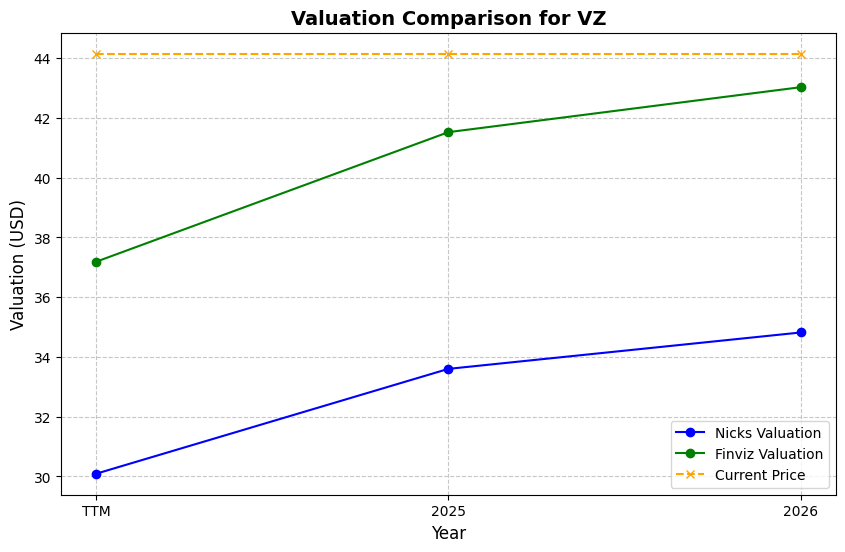 Valuation Comparison for VZ
Valuation (USD)
44
42
40
38
36
34
32
30
TTM
2025
2026
Year
Nicks Valuation
Finviz Valuation
Current Price